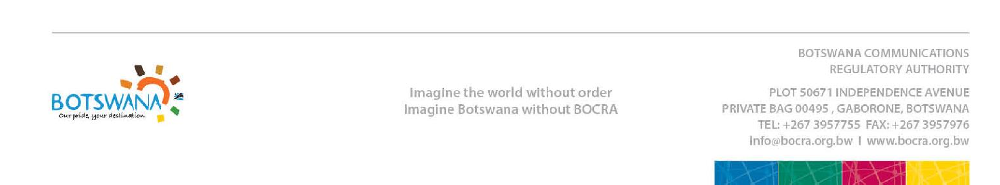 BOTSWANA
Our pride, your destination
Imagine the world without order
Imagine Botswana without BOCRA
BOTSWANA COMMUNICATIONS
REGULATORY AUTHORITY
PLOT 50671 INDEPENDENCE AVENUE
PRIVATE BAG 00495 , GABORONE, BOTSWANA
TEL: +267 3957755 FAX: +267 3957976
info@bocra.org.bw I www.bocra.org.bw